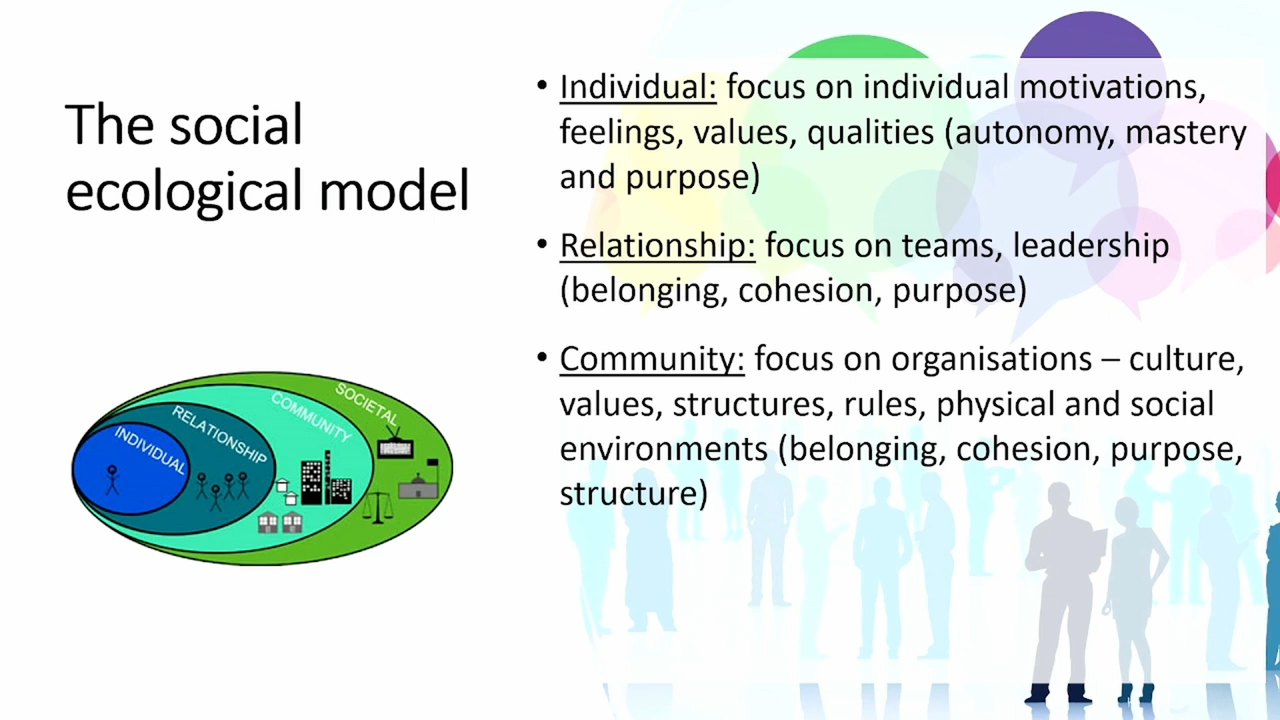 The social
ecological model
• Individual: focus on individual motivations,
feelings, values, qualities (autonomy, mastery
and purpose)
• Relationship: focus on teams, leadership
(belonging, cohesion, purpose)
• Community: focus on organisations – culture,
values, structures, rules, physical and social
environments (belonging, cohesion, purpose,
structure)
INDIVIDUAL
RELATIONSHIP
COMMUNITY
SOCIETAL